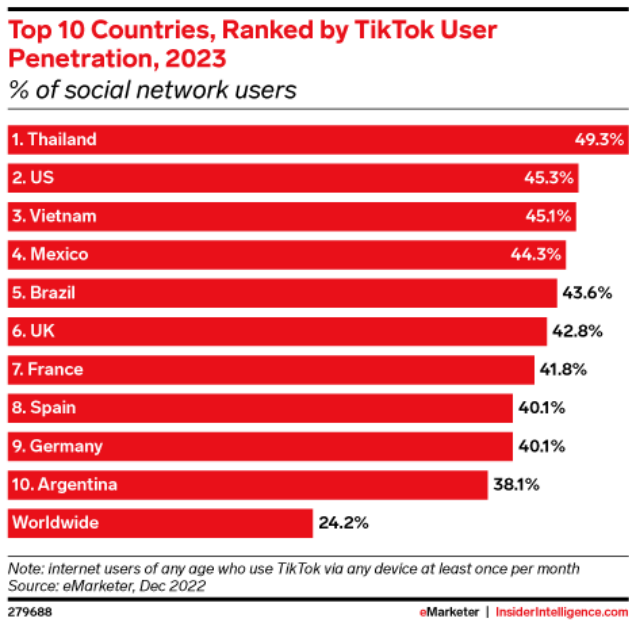 Top 10 Countries, Ranked by TikTok User
Penetration, 2023
% of social network users
1. Thailand 49.3%
2. US 45.3%
3. Vietnam 45.1%
4. Mexico 44.3%
5. Brazil 43.6%
6. UK 42.8%
7. France 41.8%
8. Spain 40.1%
9. Germany 40.1%
10. Argentina 38.1%
Worldwide 24.2%
Note: internet users of any age who use TikTok via any device at least once per month
Source: eMarketer, Dec 2022
279688 eMarketer | InsiderIntelligence.com